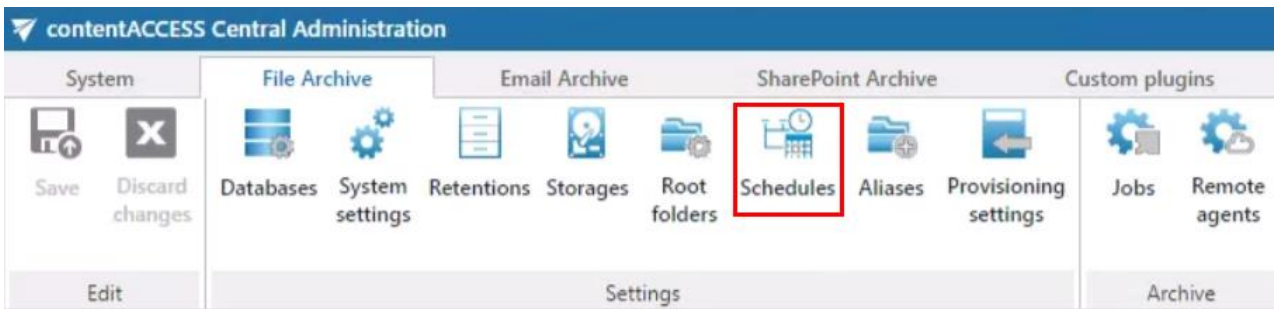 contentACCESS Central Administration
System File Archive Email Archive SharePoint Archive Custom plugins
Save Discard changes Databases System settings Retentions Storages Root folders Schedules Aliases Provisioning settings Jobs Remote agents
Edit Settings Archive